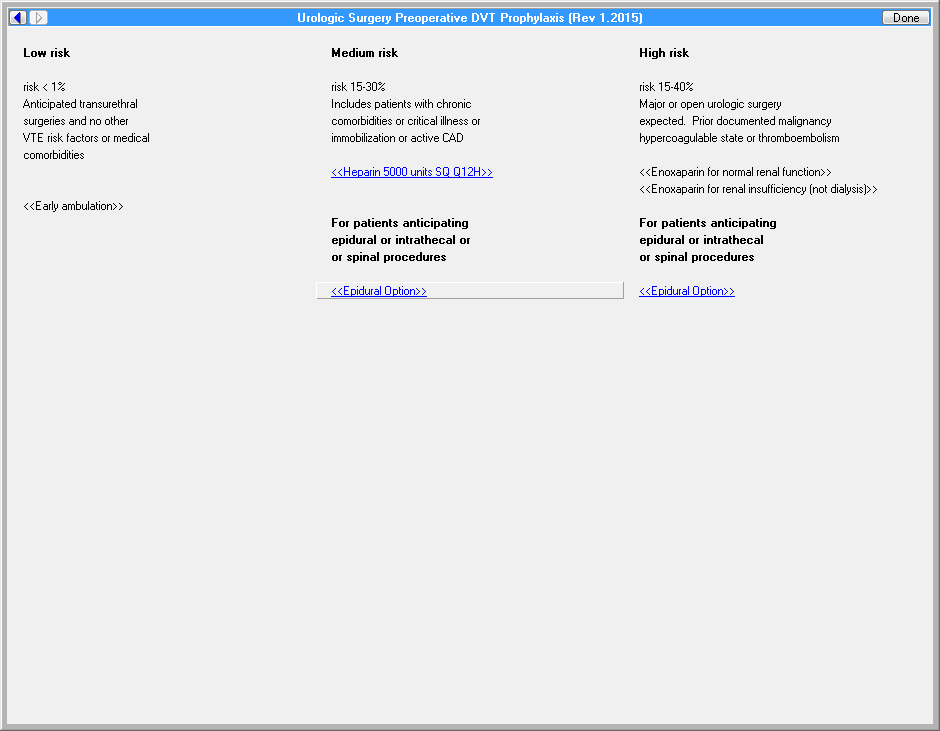 Urologic Surgery Preoperative DVT Prophylaxis (Rev 1.2015)
Done
Low risk
risk < 1%
Anticipated transurethral
surgeries and no other
VTE risk factors or medical
comorbidities
<<Early ambulation>>
Medium risk
risk 15-30%
Includes patients with chronic
comorbidities or critical illness or
immobilization or active CAD
<<Heparin 5000 units SQ Q12H>>
For patients anticipating
epidural or intrathecal or
or spinal procedures
<<Epidural Option>>
High risk
risk 15-40%
Major or open urologic surgery
expected.  Prior documented malignancy
hypercoagulable state or thromboembolism
<<Enoxaparin for normal renal function>>
<<Enoxaparin for renal insufficiency (not dialysis)>>
For patients anticipating
epidural or intrathecal
or spinal procedures
<<Epidural Option>>